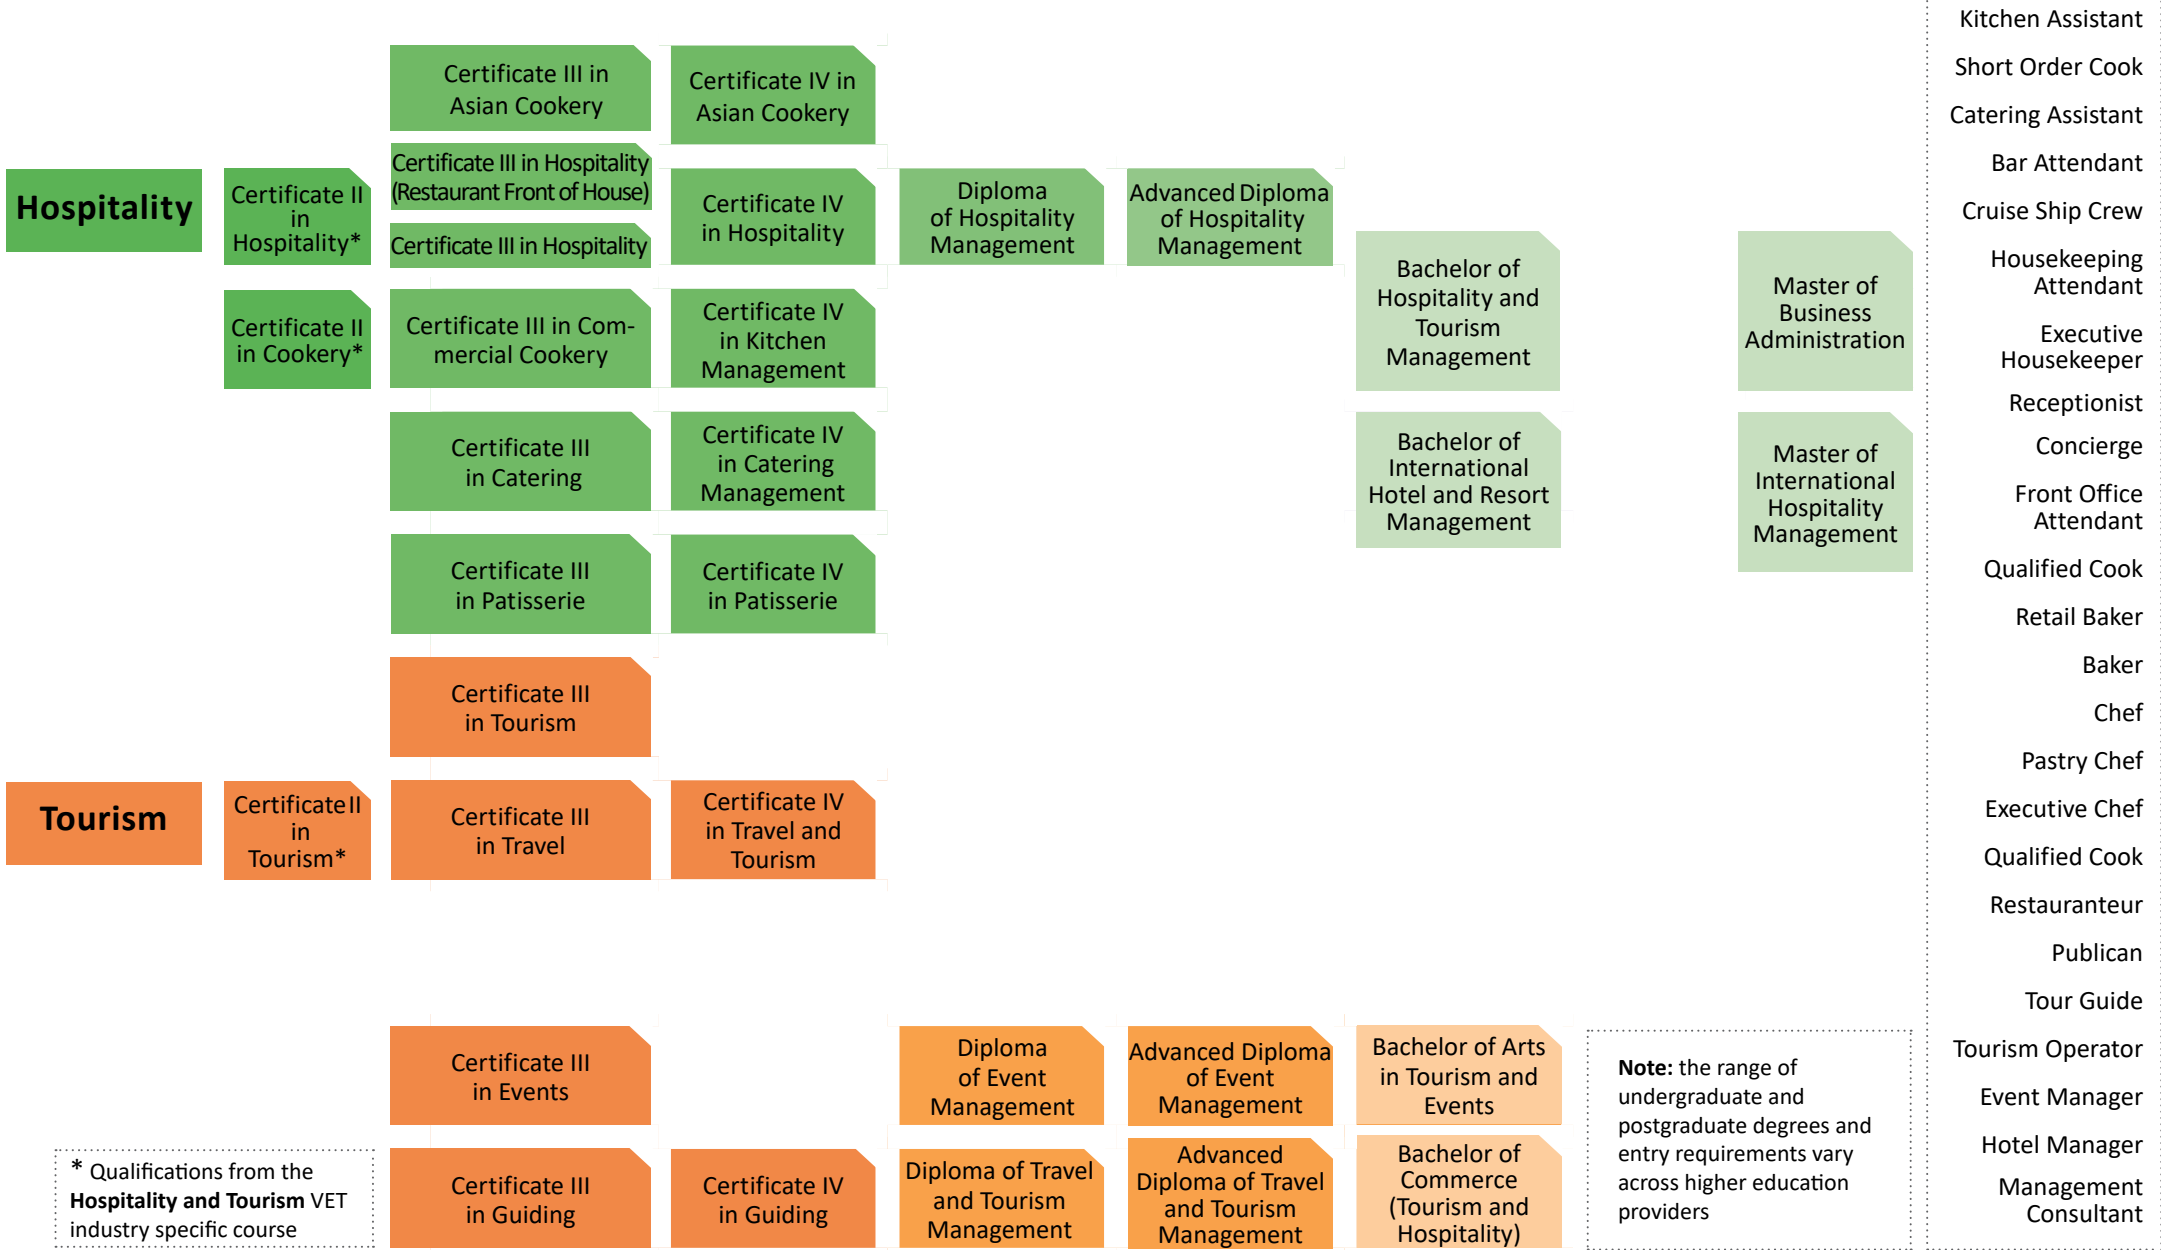 Hospitality
Certificate II
in
Hospitality*
Certificate II
in Cookery*
Certificate III in
Asian Cookery
Certificate III in Hospitality
(Restaurant Front of House)
Certificate III in Hospitality
Certificate III in Com-
mercial Cookery
Certificate III
in Catering
Certificate III
in Patisserie
Certificate IV in
Asian Cookery
Certificate IV
in Hospitality
Certificate IV
in Kitchen
Management
Certificate IV
in Catering
Management
Certificate IV
in Patisserie
Diploma
of Hospitality
Management
Advanced Diploma
of Hospitality
Management
Bachelor of
Hospitality and
Tourism
Management
Bachelor of
International
Hotel and Resort
Management
Master of
Business
Administration
Master of
International
Hospitality
Management
Tourism
Certificate II
in
Tourism*
Certificate III
in Tourism
Certificate III
in Travel
Certificate III
in Events
Certificate III
in Guiding
Certificate IV
in Travel and
Tourism
Certificate IV
in Guiding
Diploma
of Event
Management
Diploma of Travel
and Tourism
Management
Advanced Diploma
of Event
Management
Advanced
Diploma of Travel
and Tourism
Management
Bachelor of Arts
in Tourism and
Events
Bachelor of
Commerce
(Tourism and
Hospitality)
* Qualifications from the
Hospitality and Tourism VET
industry specific course
Note: the range of
undergraduate and
postgraduate degrees and
entry requirements vary
across higher education
providers
Kitchen Assistant
Short Order Cook
Catering Assistant
Bar Attendant
Cruise Ship Crew
Housekeeping
Attendant
Executive
Housekeeper
Receptionist
Concierge
Front Office
Attendant
Qualified Cook
Retail Baker
Baker
Chef
Pastry Chef
Executive Chef
Qualified Cook
Restauranteur
Publican
Tour Guide
Tourism Operator
Event Manager
Hotel Manager
Management
Consultant